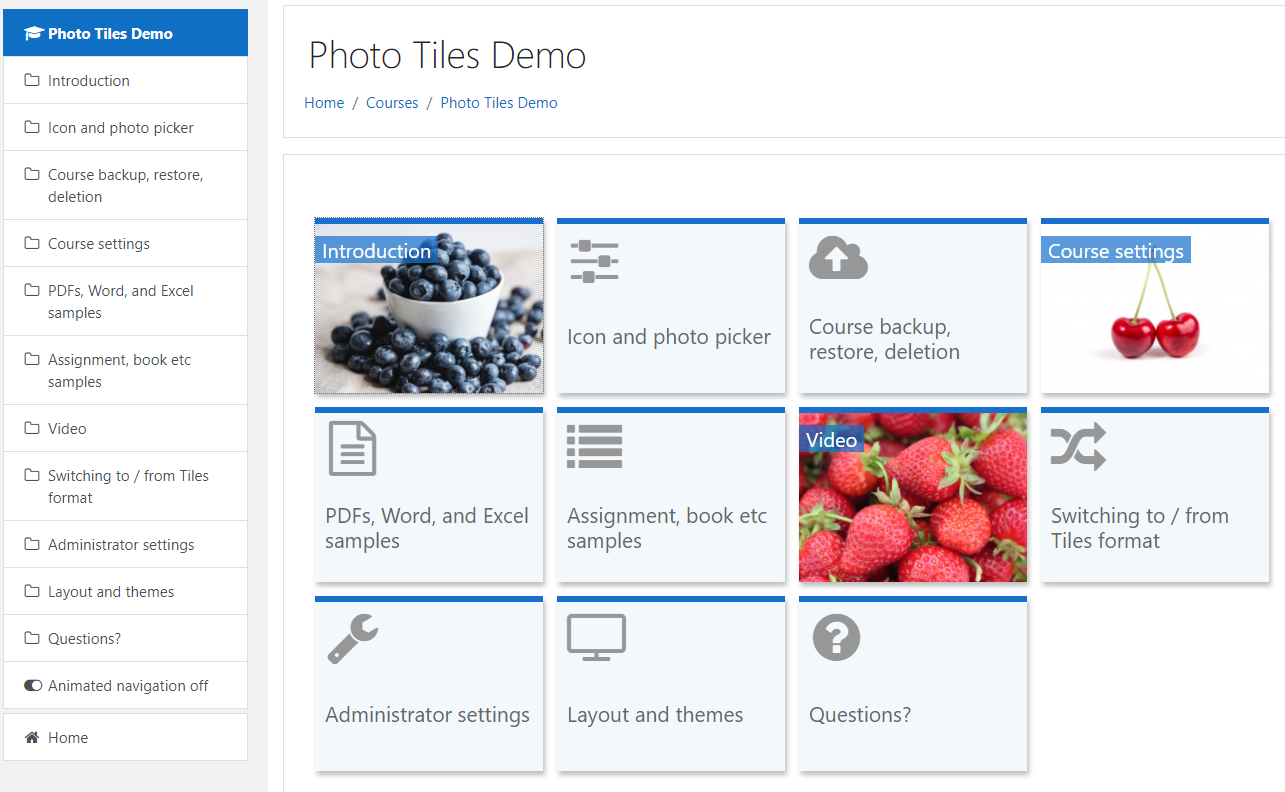 Photo Tiles Demo
Introduction
Icon and photo picker
Course backup, restore,
deletion
Course settings
PDFs, Word, and Excel
samples
Assignment, book etc
samples
Video
Switching to / from Tiles
format
Administrator settings
Layout and themes
Questions?
Animated navigation off
Home
Photo Tiles Demo
Home / Courses / Photo Tiles Demo
Introduction
Icon and photo picker
Course backup,
restore, deletion
Course settings
PDFs, Word, and Excel
samples
Assignment, book etc
samples
Video
Switching to / from
Tiles format
Administrator settings
Layout and themes
Questions?